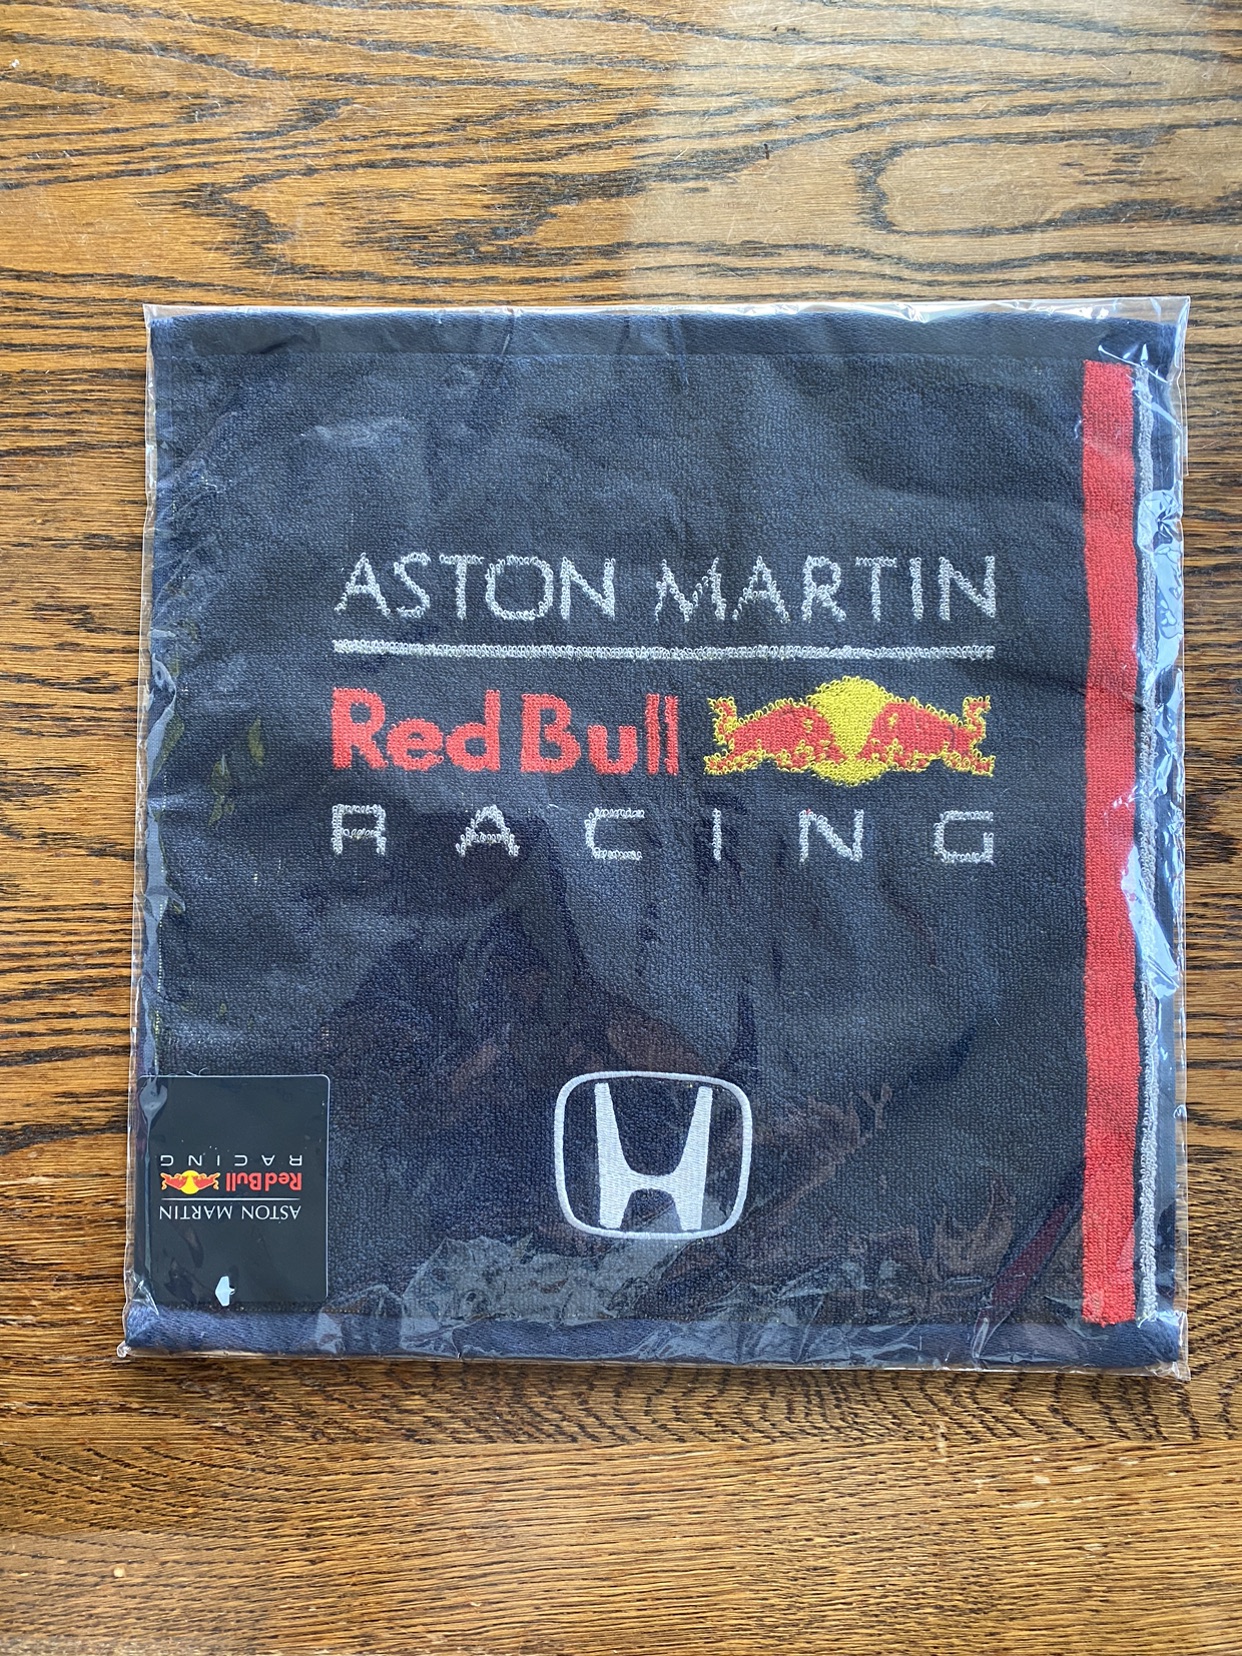 ASTON MARTIN
Red Bull
RACING
ASTON MARTIN
Red Bull
RACING